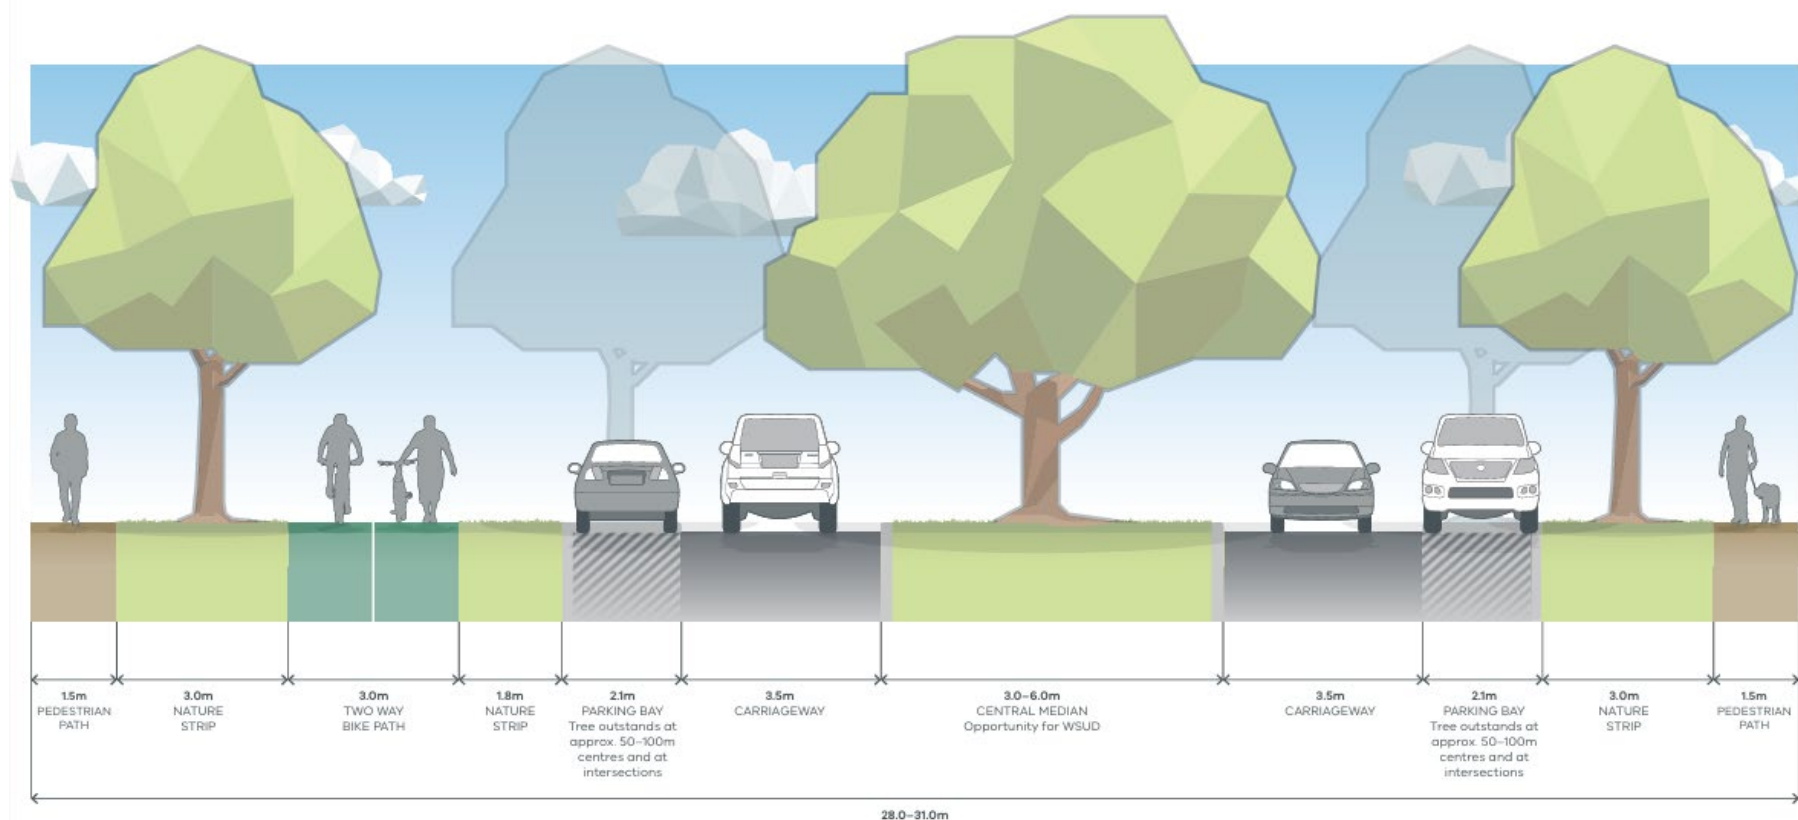 1.5m
PEDESTRIAN
PATH
3.0m
NATURE
STRIP
3.0m
TWO WAY
BIKE PATH
1.8m
NATURE
STRIP
2.1m
PARKING BAY
Tree outstands at
approx. 50–100m
centres and at
intersections
3.5m
CARRIAGEWAY
3.0–6.0m
CENTRAL MEDIAN
Opportunity for WSUD
3.5m
CARRIAGEWAY
2.1m
PARKING BAY
Tree outstands at
approx. 50–100m
centres and at
intersections
3.0m
NATURE
STRIP
1.5m
PEDESTRIAN
PATH
28.0–31.0m